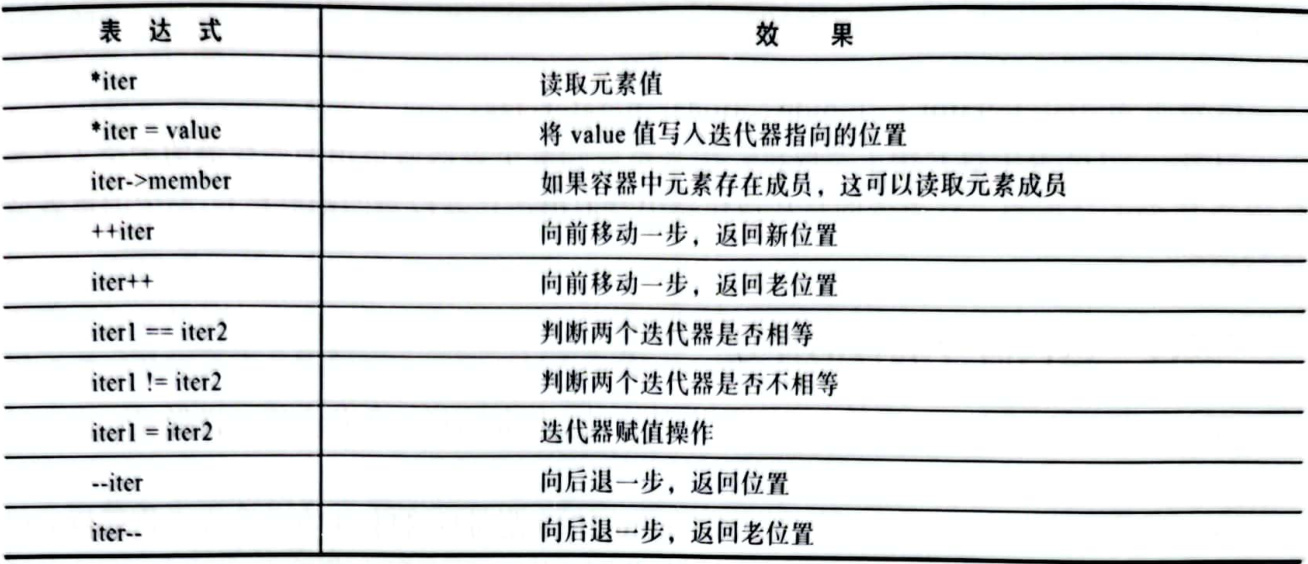 表 达 式 效 果
*iter 读取元素值
*iter = value 将 value 值写入迭代器指向的位置
iter->member 如果容器中元素存在成员，这可以读取元素成员
++iter 向前移动一步，返回新位置
iter++ 向前移动一步，返回老位置
iter1 == iter2 判断两个迭代器是否相等
iter1 != iter2 判断两个迭代器是否不相等
iter1 = iter2 迭代器赋值操作
--iter 向后退一步，返回位置
iter-- 向后退一步，返回老位置